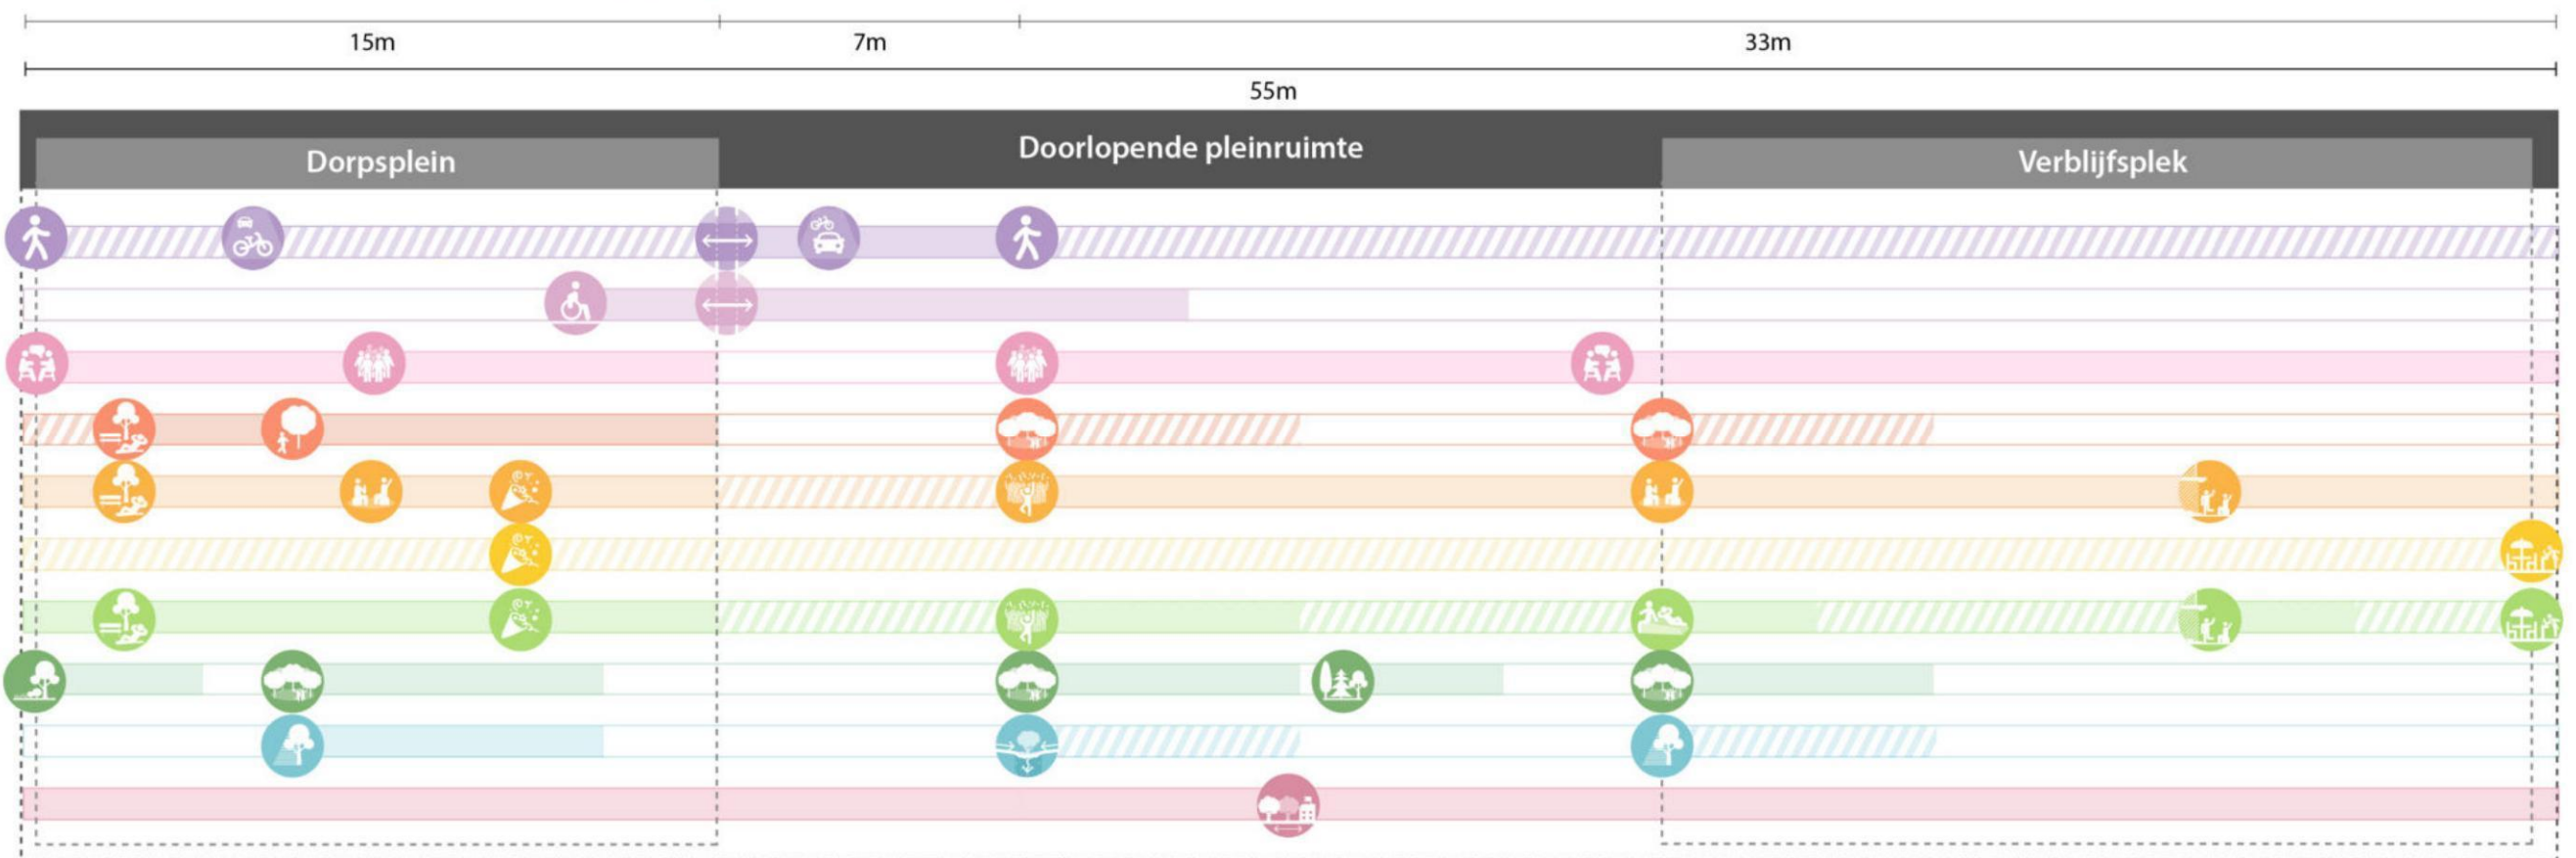 15m 7m 33m
55m
Doorlopende pleinruimte
Dorpsplein Verblijfsplek